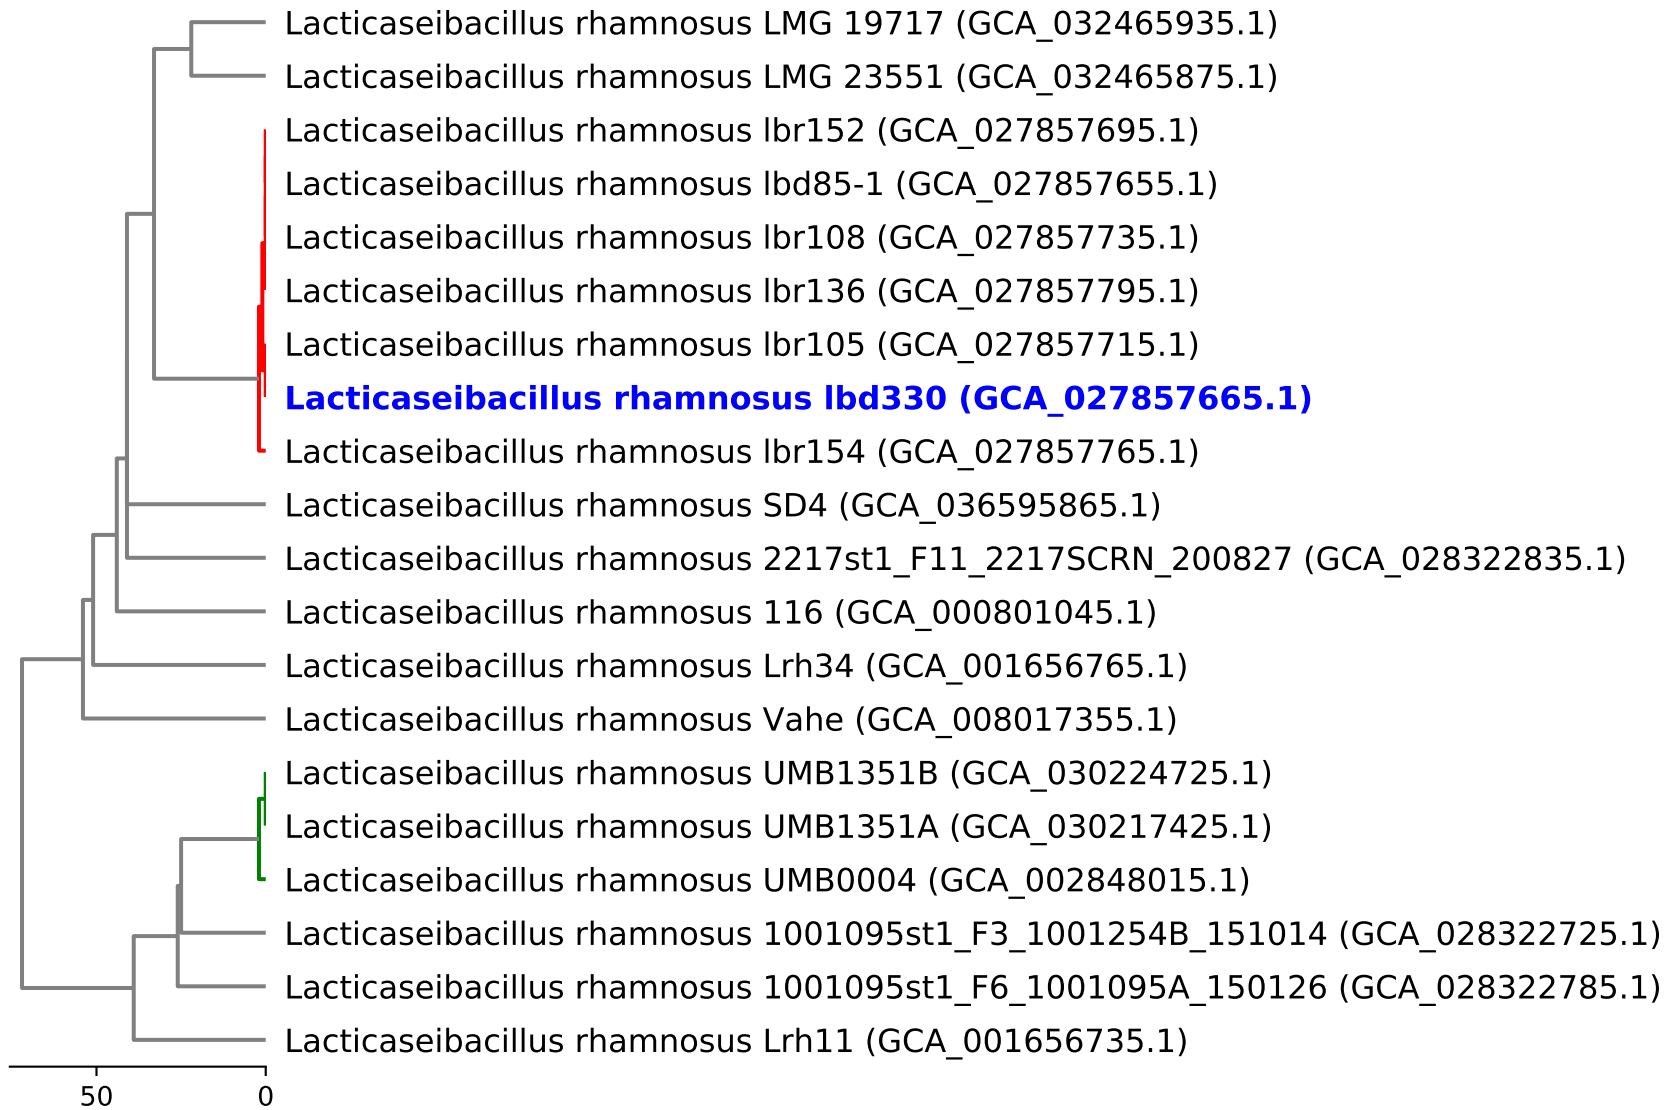 Lacticaseibacillus rhamnosus LMG 19717 (GCA_032465935.1)
Lacticaseibacillus rhamnosus LMG 23551 (GCA_032465875.1)
Lacticaseibacillus rhamnosus lbr152 (GCA_027857695.1)
Lacticaseibacillus rhamnosus lbd85-1 (GCA_027857655.1)
Lacticaseibacillus rhamnosus lbr108 (GCA_027857735.1)
Lacticaseibacillus rhamnosus lbr136 (GCA_027857795.1)
Lacticaseibacillus rhamnosus lbr105 (GCA_027857715.1)
Lacticaseibacillus rhamnosus lbd330 (GCA_027857665.1)
Lacticaseibacillus rhamnosus lbr154 (GCA_027857765.1)
Lacticaseibacillus rhamnosus SD4 (GCA_036595865.1)
Lacticaseibacillus rhamnosus 2217st1_F11_2217SCRN_200827 (GCA_028322835.1)
Lacticaseibacillus rhamnosus 116 (GCA_000801045.1)
Lacticaseibacillus rhamnosus Lrh34 (GCA_001656765.1)
Lacticaseibacillus rhamnosus Vahe (GCA_008017355.1)
Lacticaseibacillus rhamnosus UMB1351B (GCA_030224725.1)
Lacticaseibacillus rhamnosus UMB1351A (GCA_030217425.1)
Lacticaseibacillus rhamnosus UMB0004 (GCA_002848015.1)
Lacticaseibacillus rhamnosus 1001095st1_F3_1001254B_151014 (GCA_028322725.1)
Lacticaseibacillus rhamnosus 1001095st1_F6_1001095A_150126 (GCA_028322785.1)
Lacticaseibacillus rhamnosus Lrh11 (GCA_001656735.1)
50 0